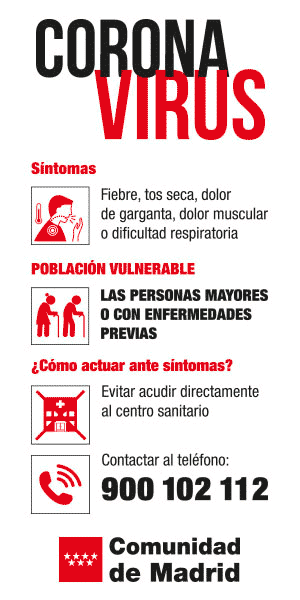 CORONA
VIRUS
Síntomas
Fiebre, tos seca, dolor
de garganta, dolor muscular
o dificultad respiratoria
POBLACIÓN VULNERABLE
LAS PERSONAS MAYORES
O CON ENFERMEDADES
PREVIAS
¿Cómo actuar ante síntomas?
Evitar acudir directamente
al centro sanitario
Contactar al teléfono:
900 102 112
Comunidad
de Madrid